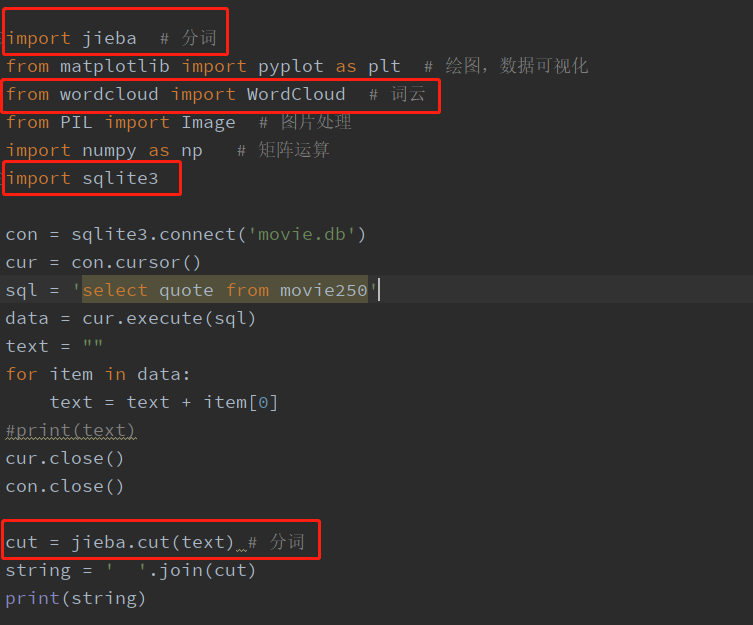 import jieba  # 分词
from matplotlib import pyplot as plt  # 绘图，数据可视化
from wordcloud import WordCloud  # 词云
from PIL import Image  # 图片处理
import numpy as np   # 矩阵运算
import sqlite3

con = sqlite3.connect('movie.db')
cur = con.cursor()
sql = 'select quote from movie250'
data = cur.execute(sql)
text = ""
for item in data:
    text = text + item[0]
#print(text)
cur.close()
con.close()

cut = jieba.cut(text) # 分词
string = '  '.join(cut)
print(string)